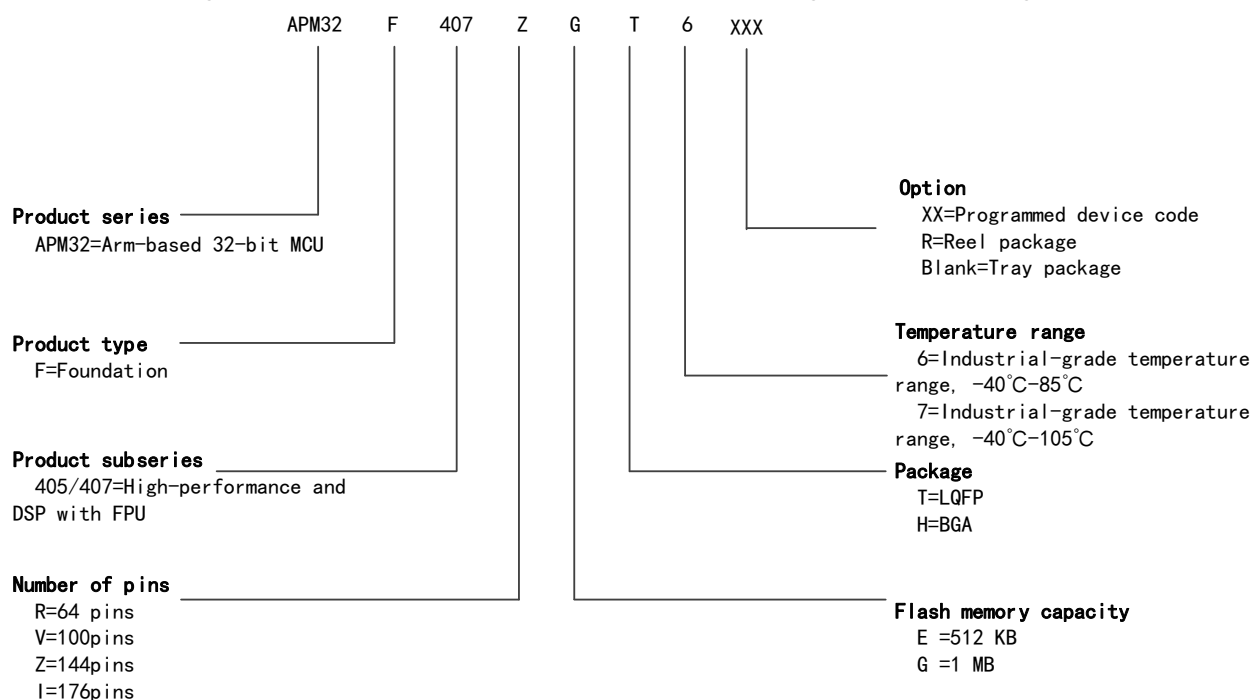 APM32 F 407 Z G T 6 XXX
Product series
APM32=Arm-based 32-bit MCU
Product type
F=Foundation
Product subseries
405/407=High-performance and
DSP with FPU
Number of pins
R=64 pins
V=100pins
Z=144pins
I=176pins
Option
XX=Programmed device code
R=Reel package
Blank=Tray package
Temperature range
6=Industrial-grade temperature
range, -40℃-85℃
7=Industrial-grade temperature
range, -40℃-105℃
Package
T=LQFP
H=BGA
Flash memory capacity
E =512 KB
G =1 MB